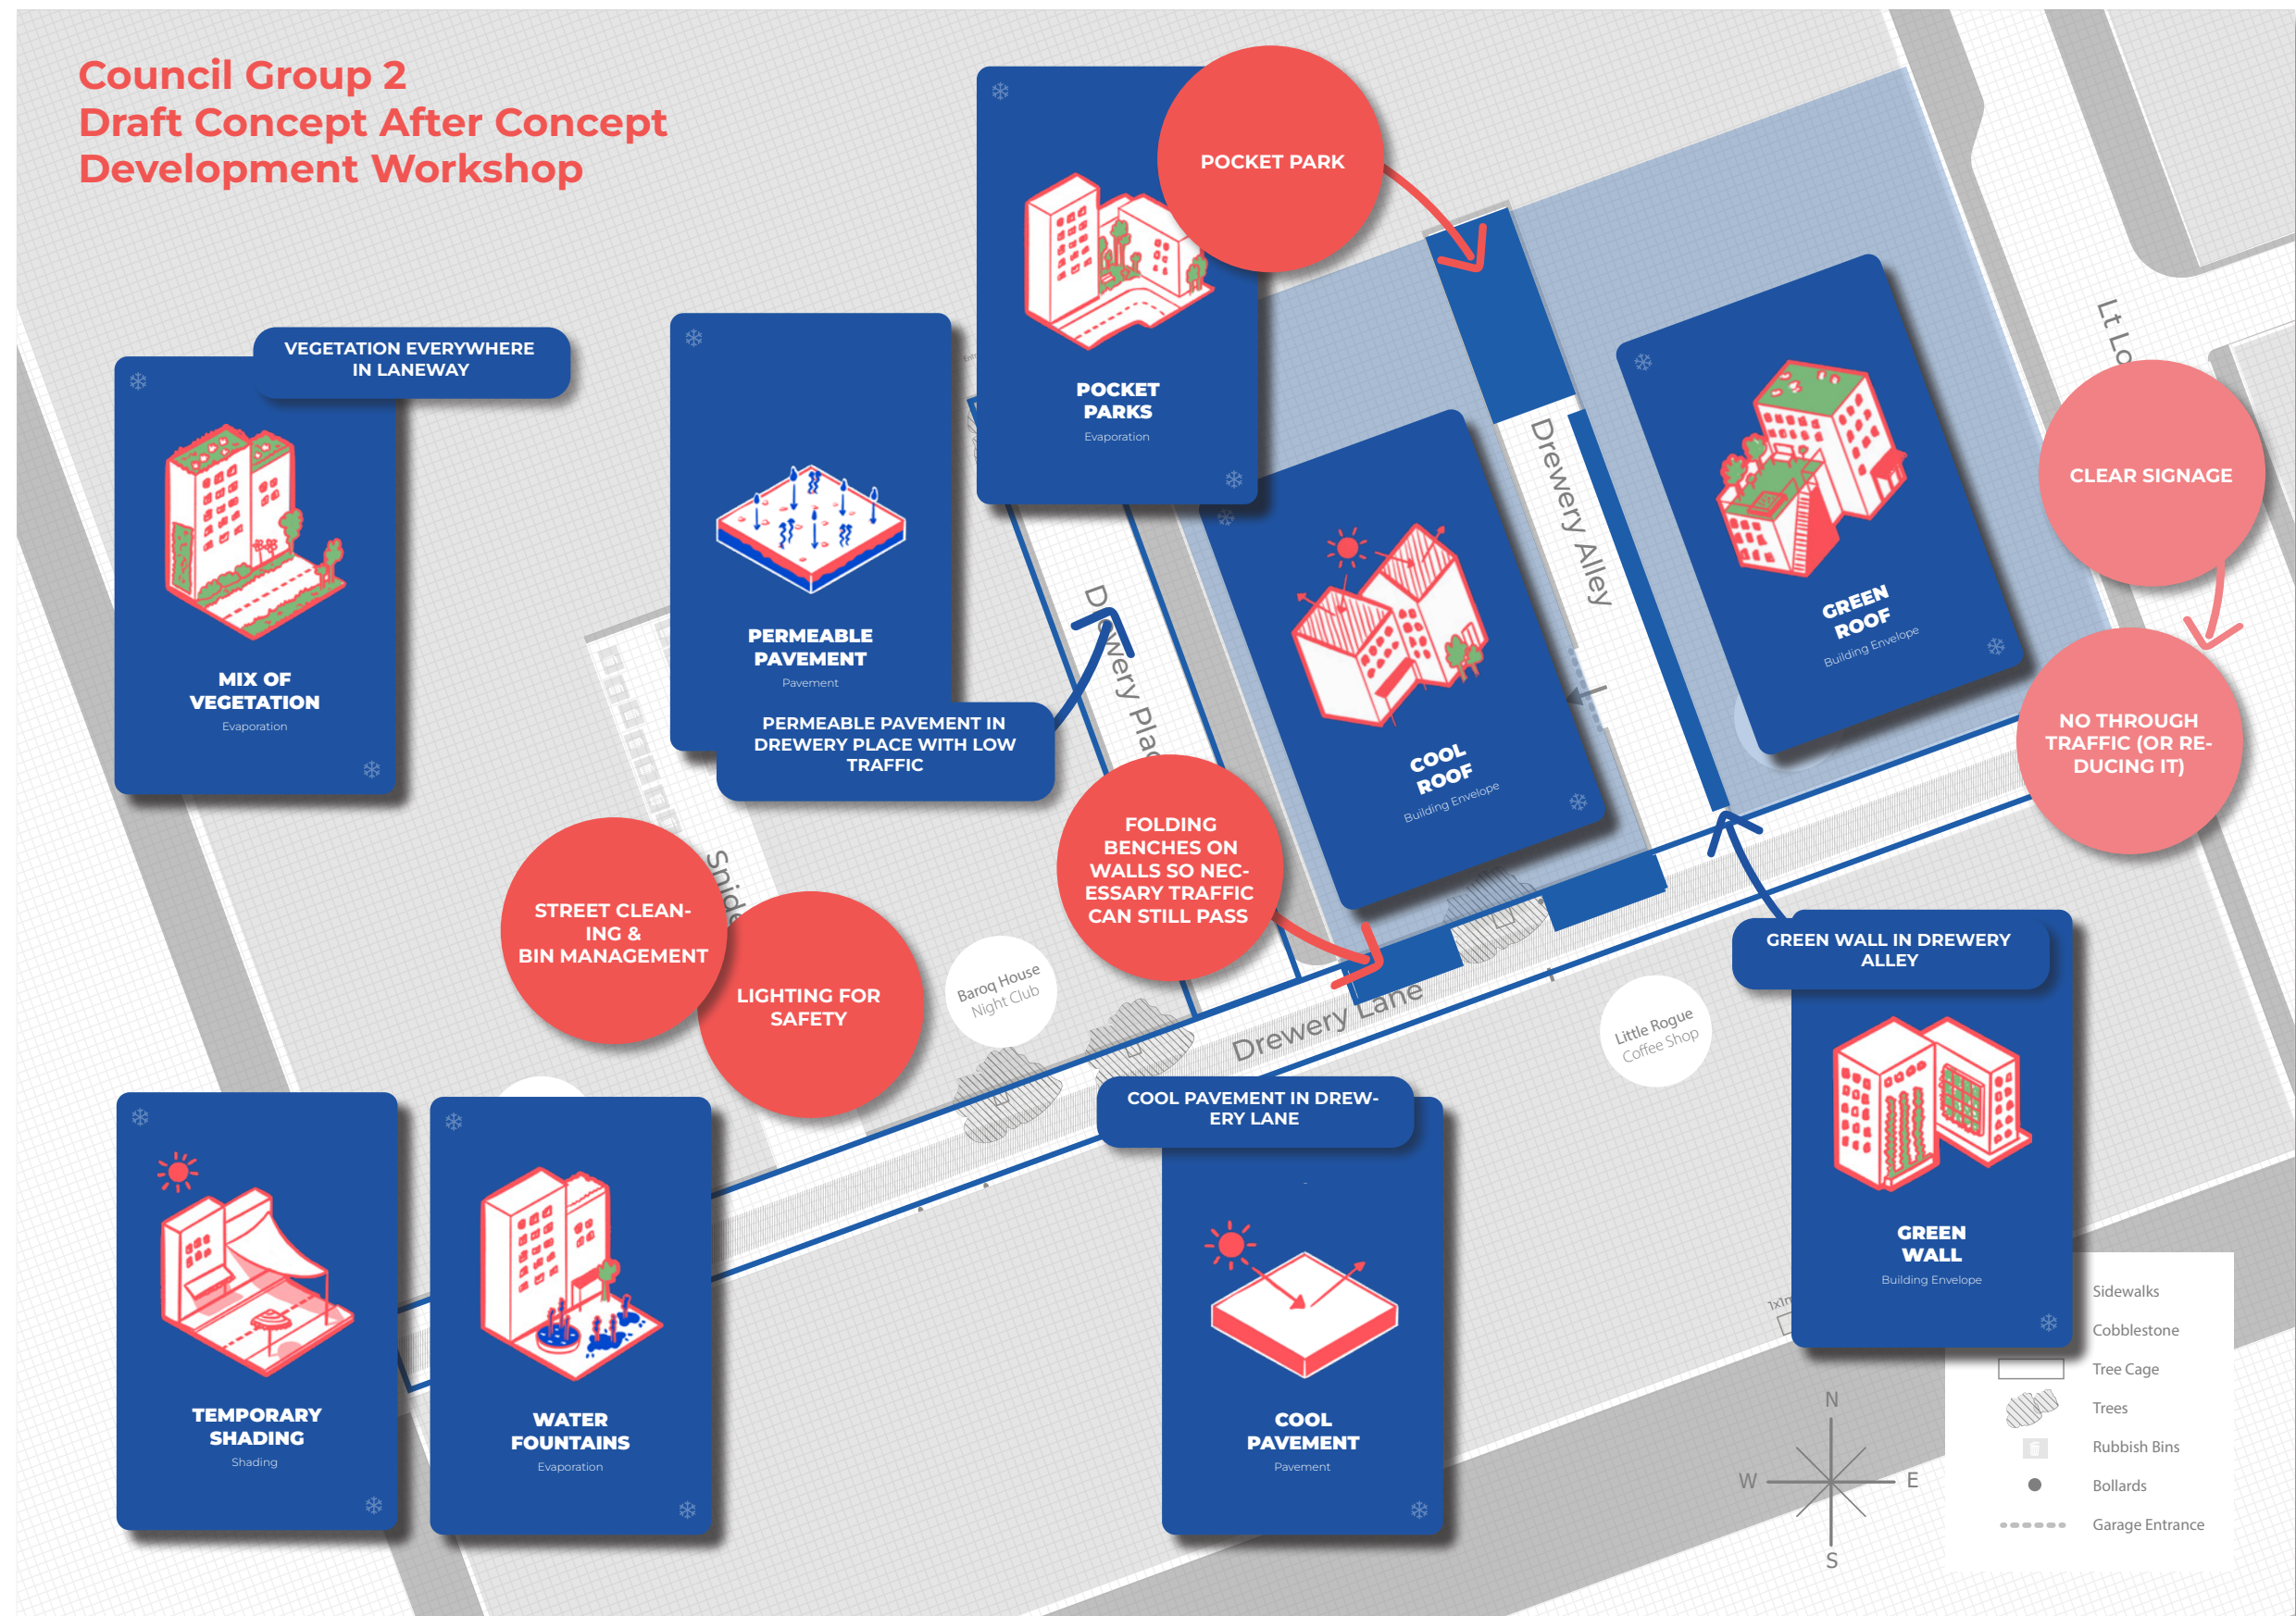 Council Group 2
Draft Concept After Concept
Development Workshop
POCKET PARK
POCKET
PARKS
Evaporation
VEGETATION EVERYWHERE
IN LANEWAY
MIX OF
VEGETATION
Evaporation
PERMEABLE
PAVEMENT
Pavement
PERMEABLE PAVEMENT IN
DREWERY PLACE WITH LOW
TRAFFIC
Drewery Plac
COOL
ROOF
Building Envelope
Drewery Alley
GREEN
ROOF
Building Envelope
Lt Lo
CLEAR SIGNAGE
NO THROUGH
TRAFFIC (OR RE-
DUCING IT)
FOLDING
BENCHES ON
WALLS SO NEC-
ESSARY TRAFFIC
CAN STILL PASS
Snide
STREET CLEAN-
ING &
BIN MANAGEMENT
LIGHTING FOR
SAFETY
Baroq House
Night Club
Drewery Lane
Little Rogue
Coffee Shop
GREEN WALL IN DREWERY
ALLEY
GREEN
WALL
Building Envelope
COOL PAVEMENT IN DREW-
ERY LANE
COOL
PAVEMENT
Pavement
TEMPORARY
SHADING
Shading
WATER
FOUNTAINS
Evaporation
1x1m
N
W
E
S
Sidewalks
Cobblestone
Tree Cage
Trees
Rubbish Bins
Bollards
Garage Entrance